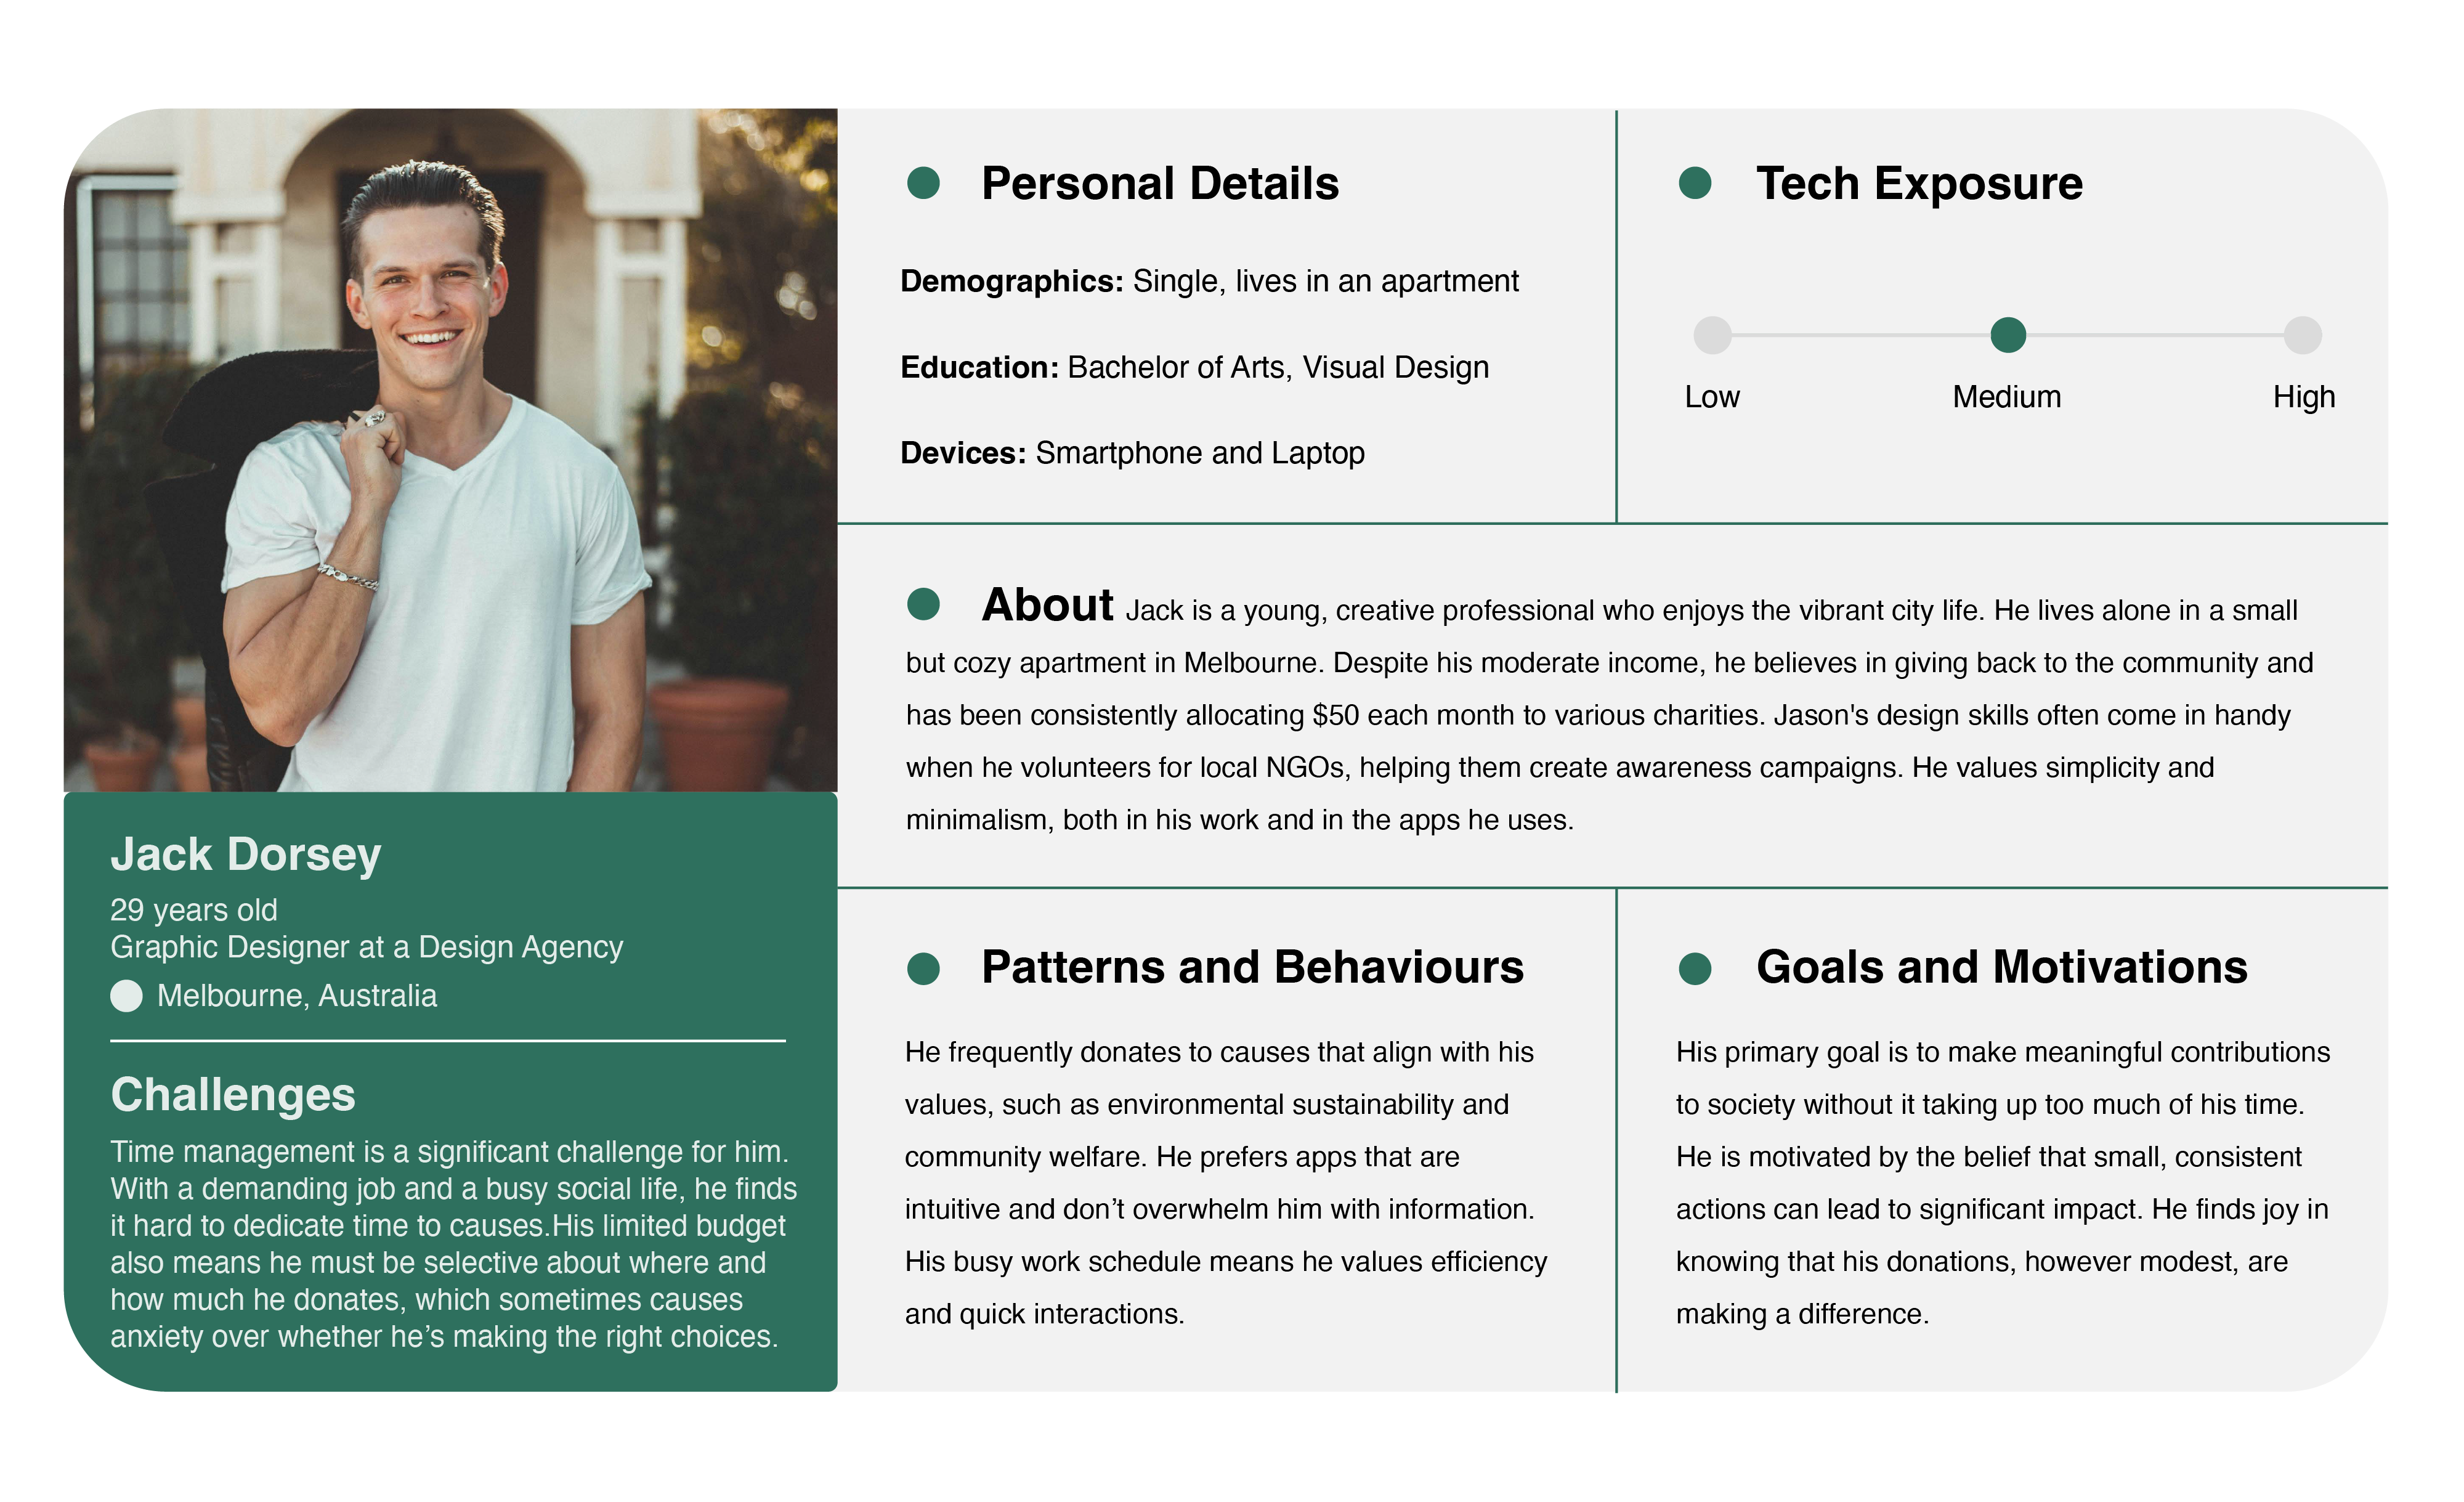 Jack Dorsey
29 years old
Graphic Designer at a Design Agency
Melbourne, Australia
Challenges
Time management is a significant challenge for him.
With a demanding job and a busy social life, he finds
it hard to dedicate time to causes.His limited budget
also means he must be selective about where and
how much he donates, which sometimes causes
anxiety over whether he’s making the right choices.
Personal Details
Demographics: Single, lives in an apartment
Education: Bachelor of Arts, Visual Design
Devices: Smartphone and Laptop
Tech Exposure
Low Medium High
About Jack is a young, creative professional who enjoys the vibrant city life. He lives alone in a small
but cozy apartment in Melbourne. Despite his moderate income, he believes in giving back to the community and
has been consistently allocating $50 each month to various charities. Jason's design skills often come in handy
when he volunteers for local NGOs, helping them create awareness campaigns. He values simplicity and
minimalism, both in his work and in the apps he uses.
Patterns and Behaviours
He frequently donates to causes that align with his
values, such as environmental sustainability and
community welfare. He prefers apps that are
intuitive and don’t overwhelm him with information.
His busy work schedule means he values efficiency
and quick interactions.
Goals and Motivations
His primary goal is to make meaningful contributions
to society without it taking up too much of his time.
He is motivated by the belief that small, consistent
actions can lead to significant impact. He finds joy in
knowing that his donations, however modest, are
making a difference.